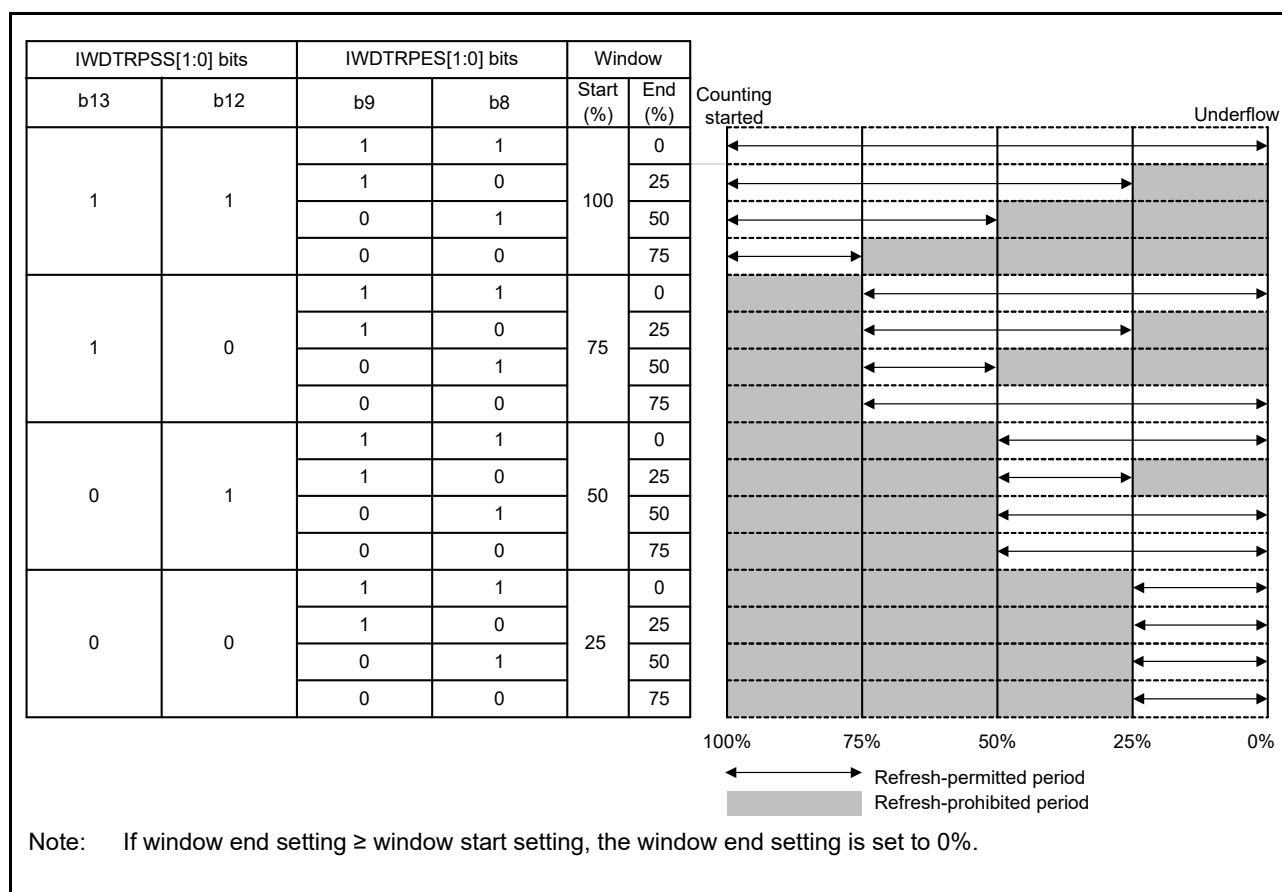 IWDTRPSS[1:0] bits IWDTRPES[1:0] bits Window
b13 b12 b9 b8 Start (%) End (%) Counting started Underflow
1 1 1 1 100 0
1 0 25
0 1 50
0 0 75
1 0 1 1 75 0
1 0 25
0 1 50
0 0 75
0 1 1 1 50 0
1 0 25
0 1 50
0 0 75
0 0 1 1 25 0
1 0 25
0 1 50
0 0 75
100% 75% 50% 25% 0%
Refresh-permitted period
Refresh-prohibited period
Note: If window end setting ≥ window start setting, the window end setting is set to 0%.